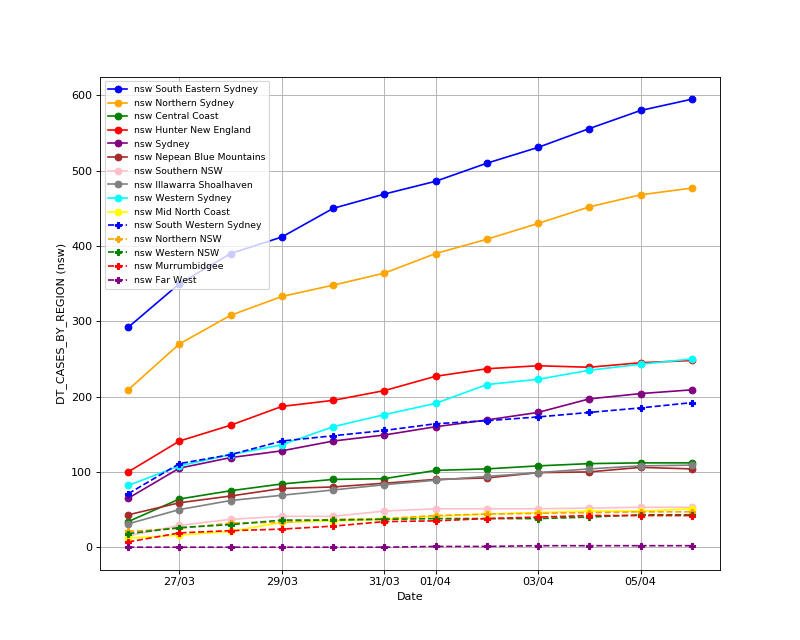 600
500
400
300
200
100
0
DT_CASES_BY_REGION (nsw)
nsw South Eastern Sydney
nsw Northern Sydney
nsw Central Coast
nsw Hunter New England
nsw Sydney
nsw Nepean Blue Mountains
nsw Southern NSW
nsw Illawarra Shoalhaven
nsw Western Sydney
nsw Mid North Coast
nsw South Western Sydney
nsw Northern NSW
nsw Western NSW
nsw Murrumbidgee
nsw Far West
27/03 29/03 31/03 01/04 03/04 05/04
Date